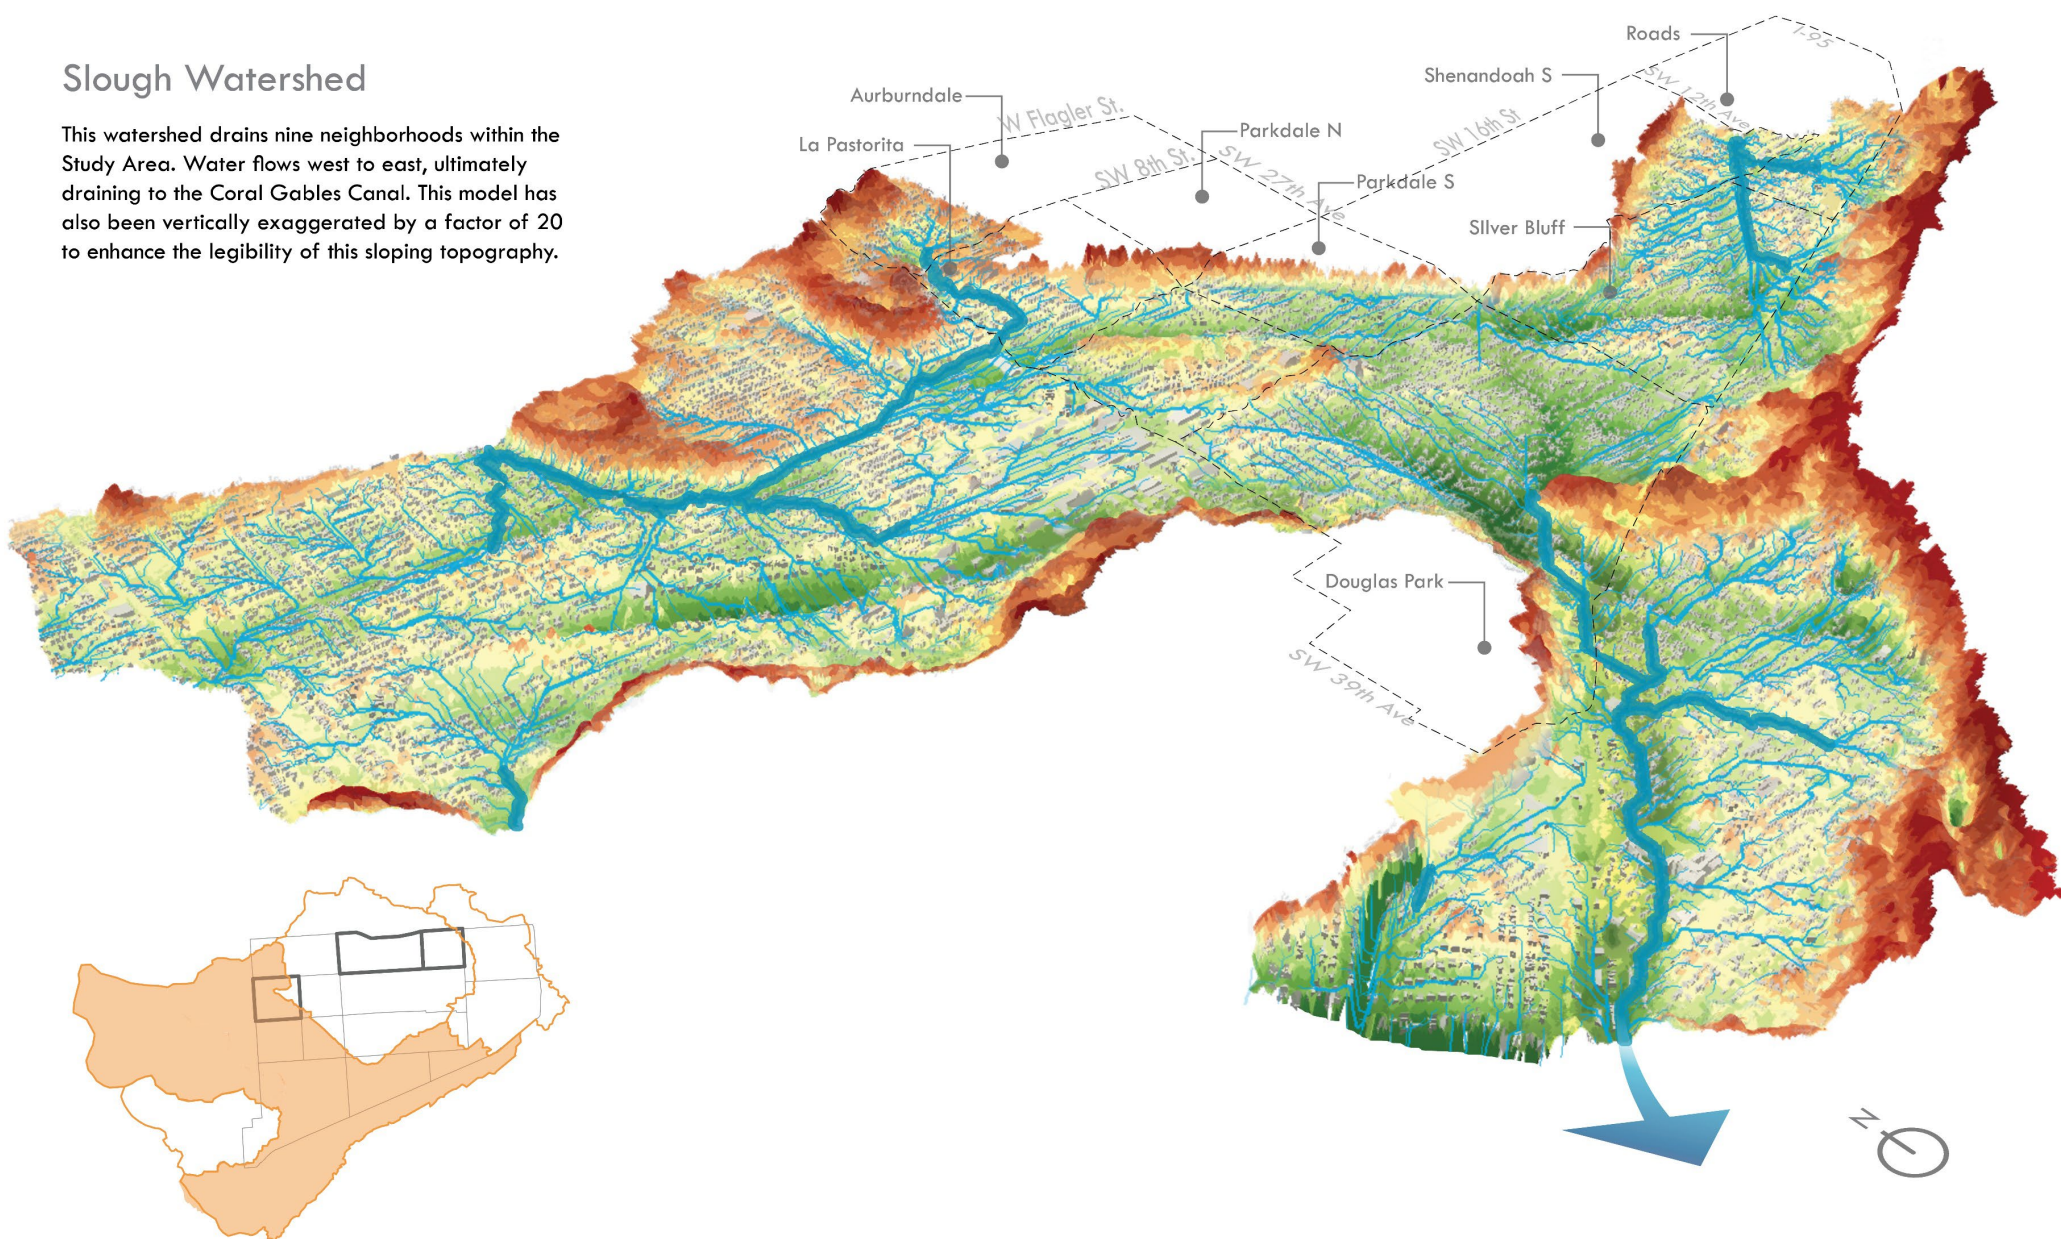 Slough Watershed
This watershed drains nine neighborhoods within the
Study Area. Water flows west to east, ultimately
draining to the Coral Gables Canal. This model has
also been vertically exaggerated by a factor of 20
to enhance the legibility of this sloping topography.
Roads
I-95
Shenandoah S
SW 12th Ave
Aurburndale
W Flagler St.
SW 16th St
Parkdale N
La Pastorita
SW 8th St.
SW 27th Ave
Parkdale S
SIlver Bluff
Douglas Park
SW 39th Ave
N